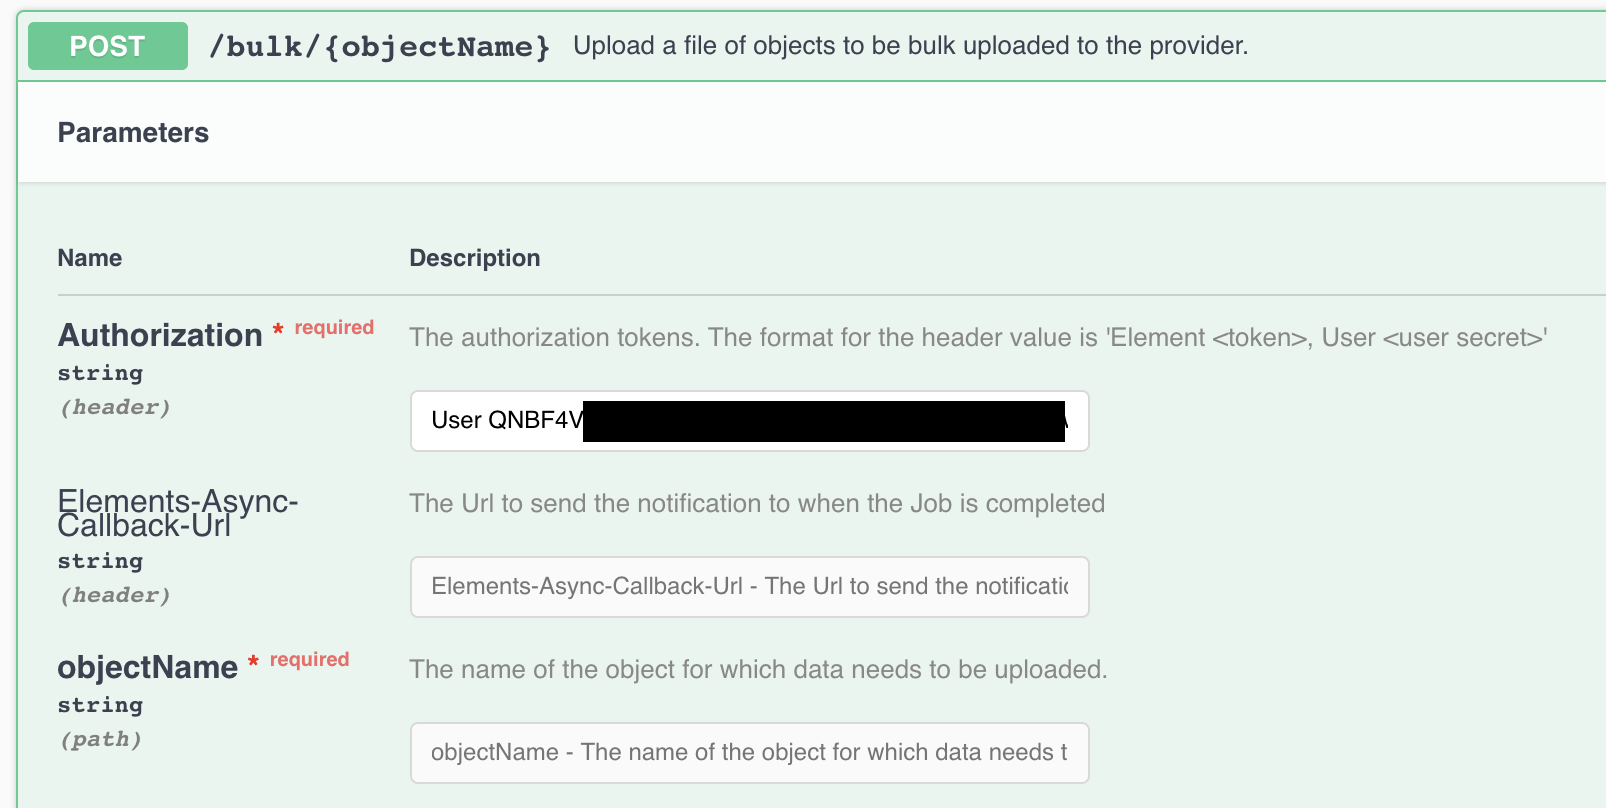 POST /bulk/{objectName} Upload a file of objects to be bulk uploaded to the provider.
Parameters
Name Description
Authorization * required The authorization tokens. The format for the header value is 'Element <token>, User <user secret>'
string
(header)
User QNBF4V
Elements-Async-
Callback-Url
The Url to send the notification to when the Job is completed
string
(header)
Elements-Async-Callback-Url - The Url to send the notificatic
objectName * required The name of the object for which data needs to be uploaded.
string
(path)
objectName - The name of the object for which data needs t